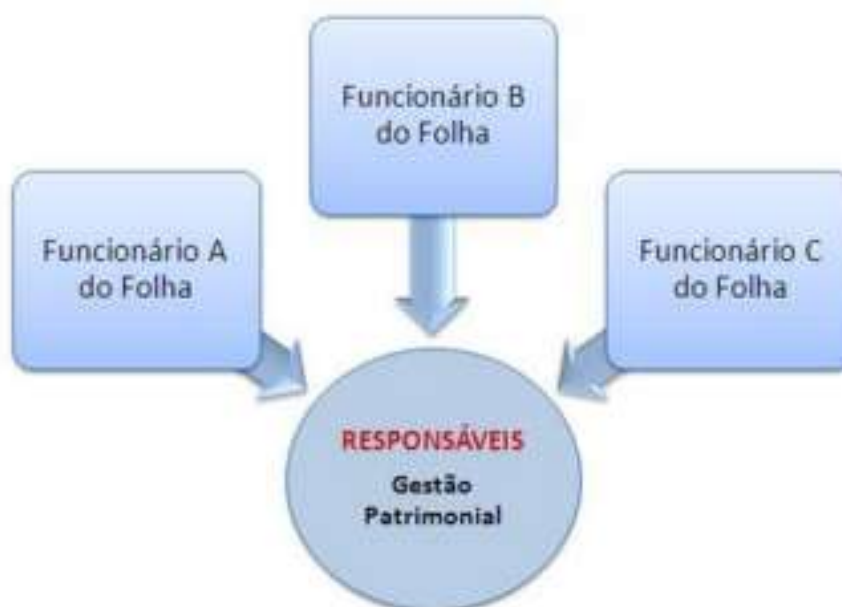 Funcionário B
do Folha
Funcionário A
do Folha
Funcionário C
do Folha
RESPONSÁVEIS
Gestão
Patrimonial